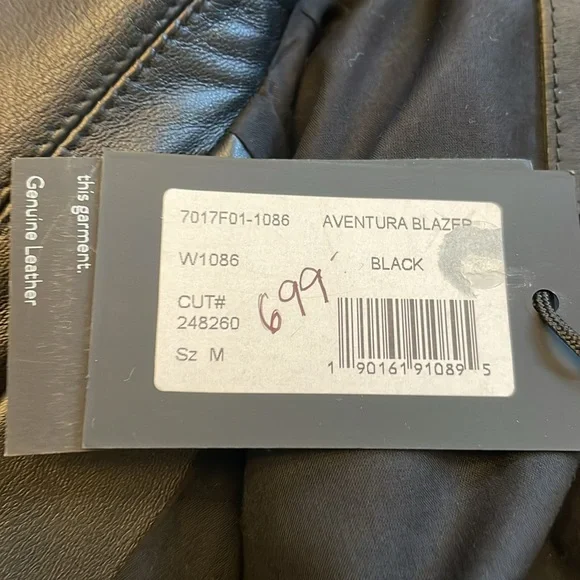 7017F01-1086 AVENTURA BLAZER
W1086 BLACK
CUT#
248260
699
Sz M
1 90161 91089 5
this garment.
Genuine Leather